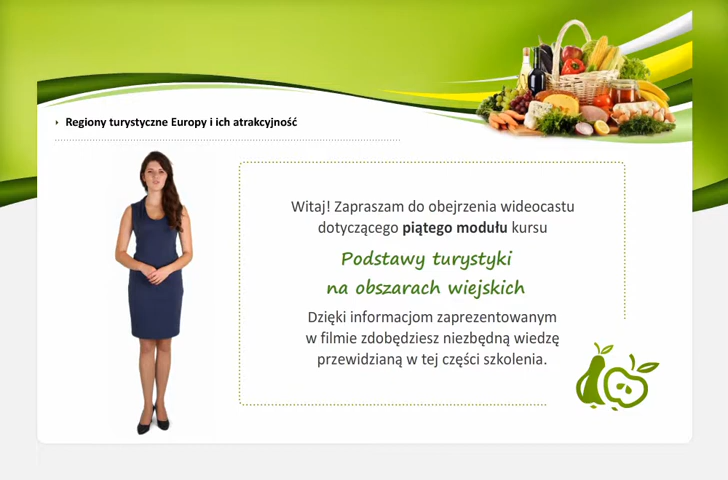 Regiony turystyczne Europy i ich atrakcyjność
Witaj! Zapraszam do obejrzenia wideocastu
dotyczącego piątego modułu kursu
Podstawy turystyki
na obszarach wiejskich
Dzięki informacjom zaprezentowanym
w filmie zdobędziesz niezbędną wiedzę
przewidzianą w tej części szkolenia.